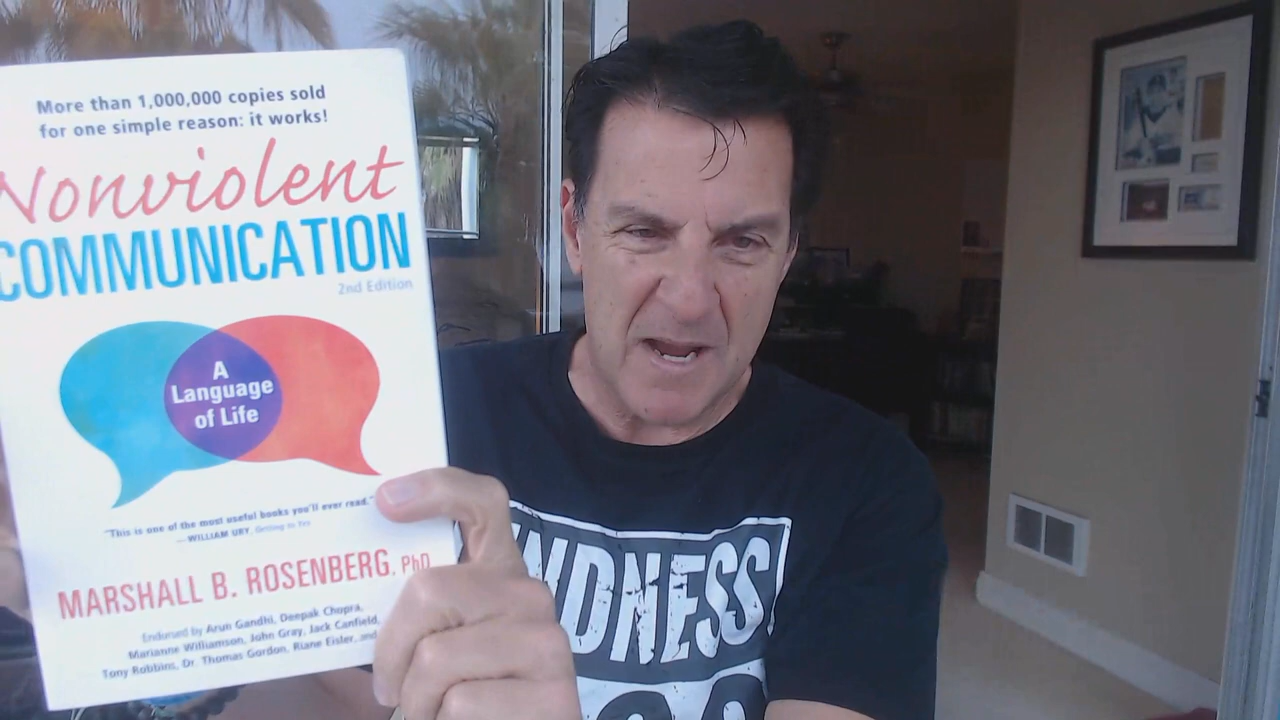 More than 1,000,000 copies sold
for one simple reason: it works!
Nonviolent
COMMUNICATION
2nd Edition
A
Language
of Life
"This is one of the most useful books you'll ever read."
—WILLIAM URY, Getting to Yes
MARSHALL B. ROSENBERG, PhD
Endorsed by Arun Gandhi, Deepak Chopra,
Marianne Williamson, John Gray, Jack Canfield,
Tony Robbins, Dr. Thomas Gordon, Riane Eisler, and
NDNESS!